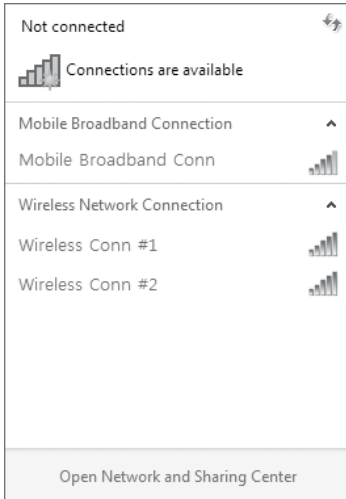 Not connected
Connections are available
Mobile Broadband Connection
Mobile Broadband Conn
Wireless Network Connection
Wireless Conn #1
Wireless Conn #2
Open Network and Sharing Center